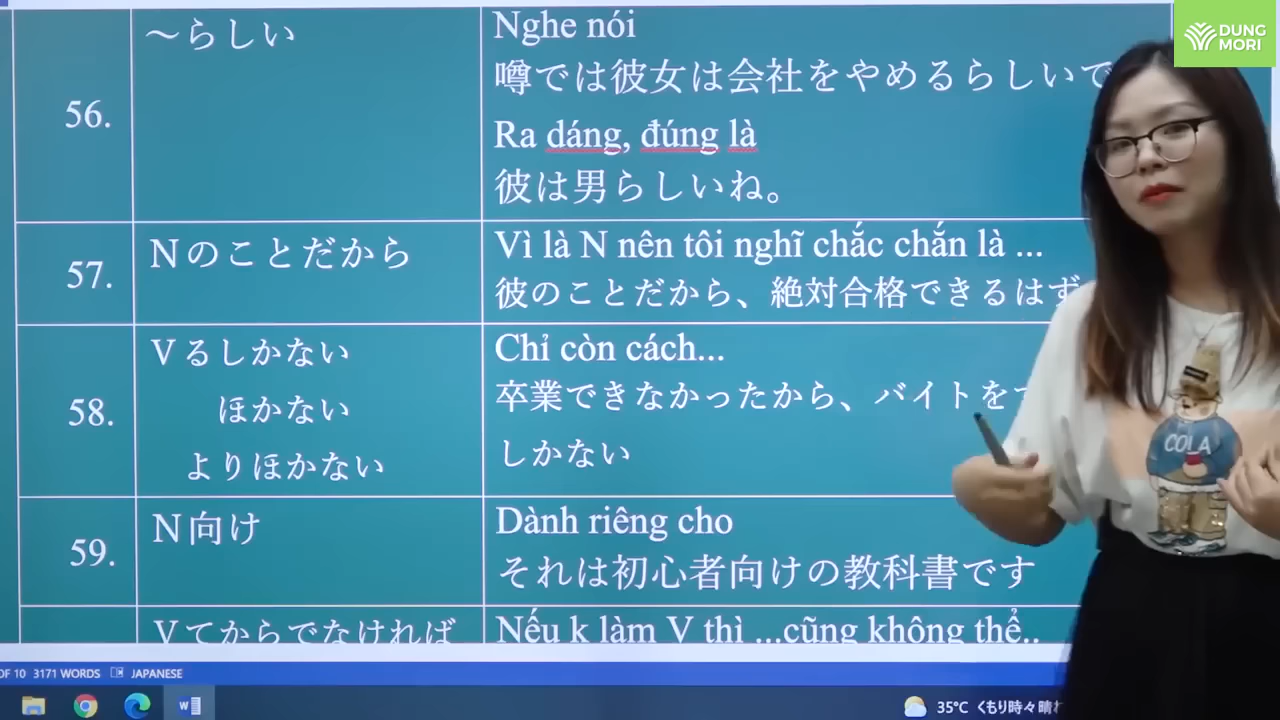 DUNG
MORI
56.
～らしい
Nghe nói
噂では彼女は会社をやめるらしいで
Ra dáng, đúng là
彼は男らしいね。
57.
Nのことだから
Vì là N nên tôi nghĩ chắc chắn là ...
彼のことだから、絶対合格できるはず
58.
Vるしかない
ほかない
よりほかない
Chỉ còn cách...
卒業できなかったから、バイトを
しかない
59.
N向け
Dành riêng cho
それは初心者向けの教科書です
Vてからでなければ
Nếu k làm V thì ...cũng không thể..
COLA
OF 10 3171 WORDS JAPANESE
35°C くもり時々晴れ